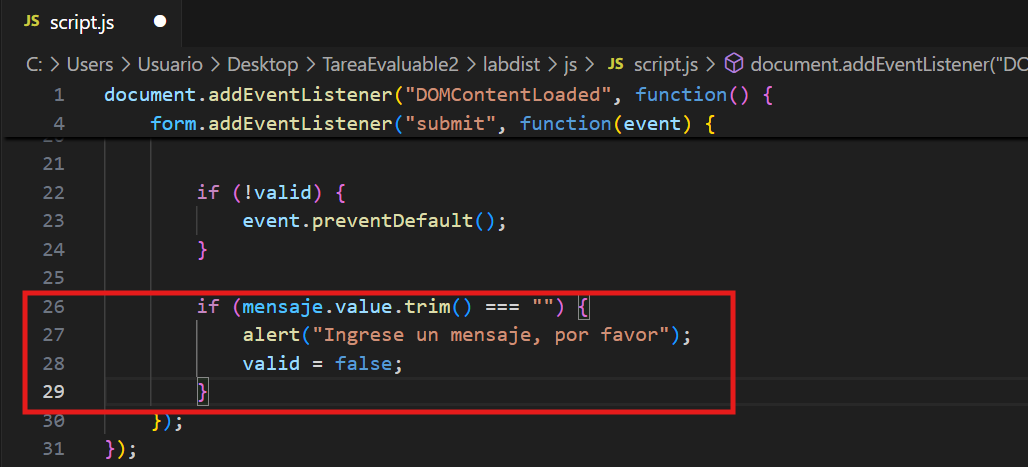 JS script.js
C: > Users > Usuario > Desktop > TareaEvaluable2 > labdist > js > JS script.js > document.addEventListener("DO
1 document.addEventListener("DOMContentLoaded", function() {
4 form.addEventListener("submit", function(event) {
20
21
22 if (!valid) {
23 event.preventDefault();
24 }
25
26 if (mensaje.value.trim() === "") {
27 alert("Ingrese un mensaje, por favor");
28 valid = false;
29 }
30 });
31 });